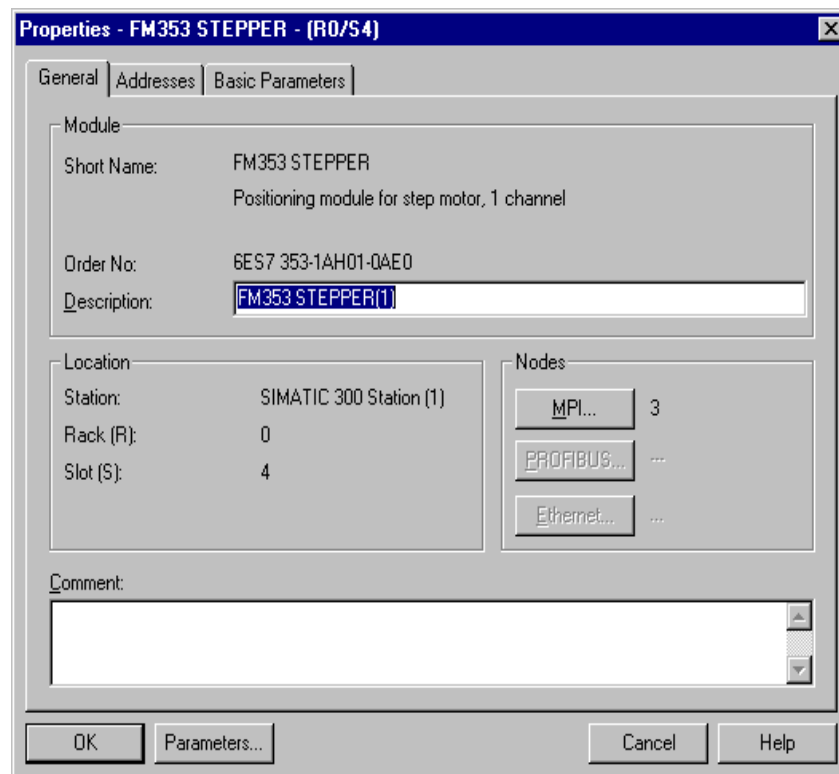 Properties - FM353 STEPPER - (R0/S4)
General Addresses Basic Parameters
Module
Short Name: FM353 STEPPER
Positioning module for step motor, 1 channel
Order No: 6ES7 353-1AH01-0AE0
Description: FM353 STEPPER(1)
Location
Station: SIMATIC 300 Station (1)
Rack (R): 0
Slot (S): 4
Nodes
MPI... 3
PROFIBUS... ---
Ethernet... ...
Comment:
OK Parameters... Cancel Help